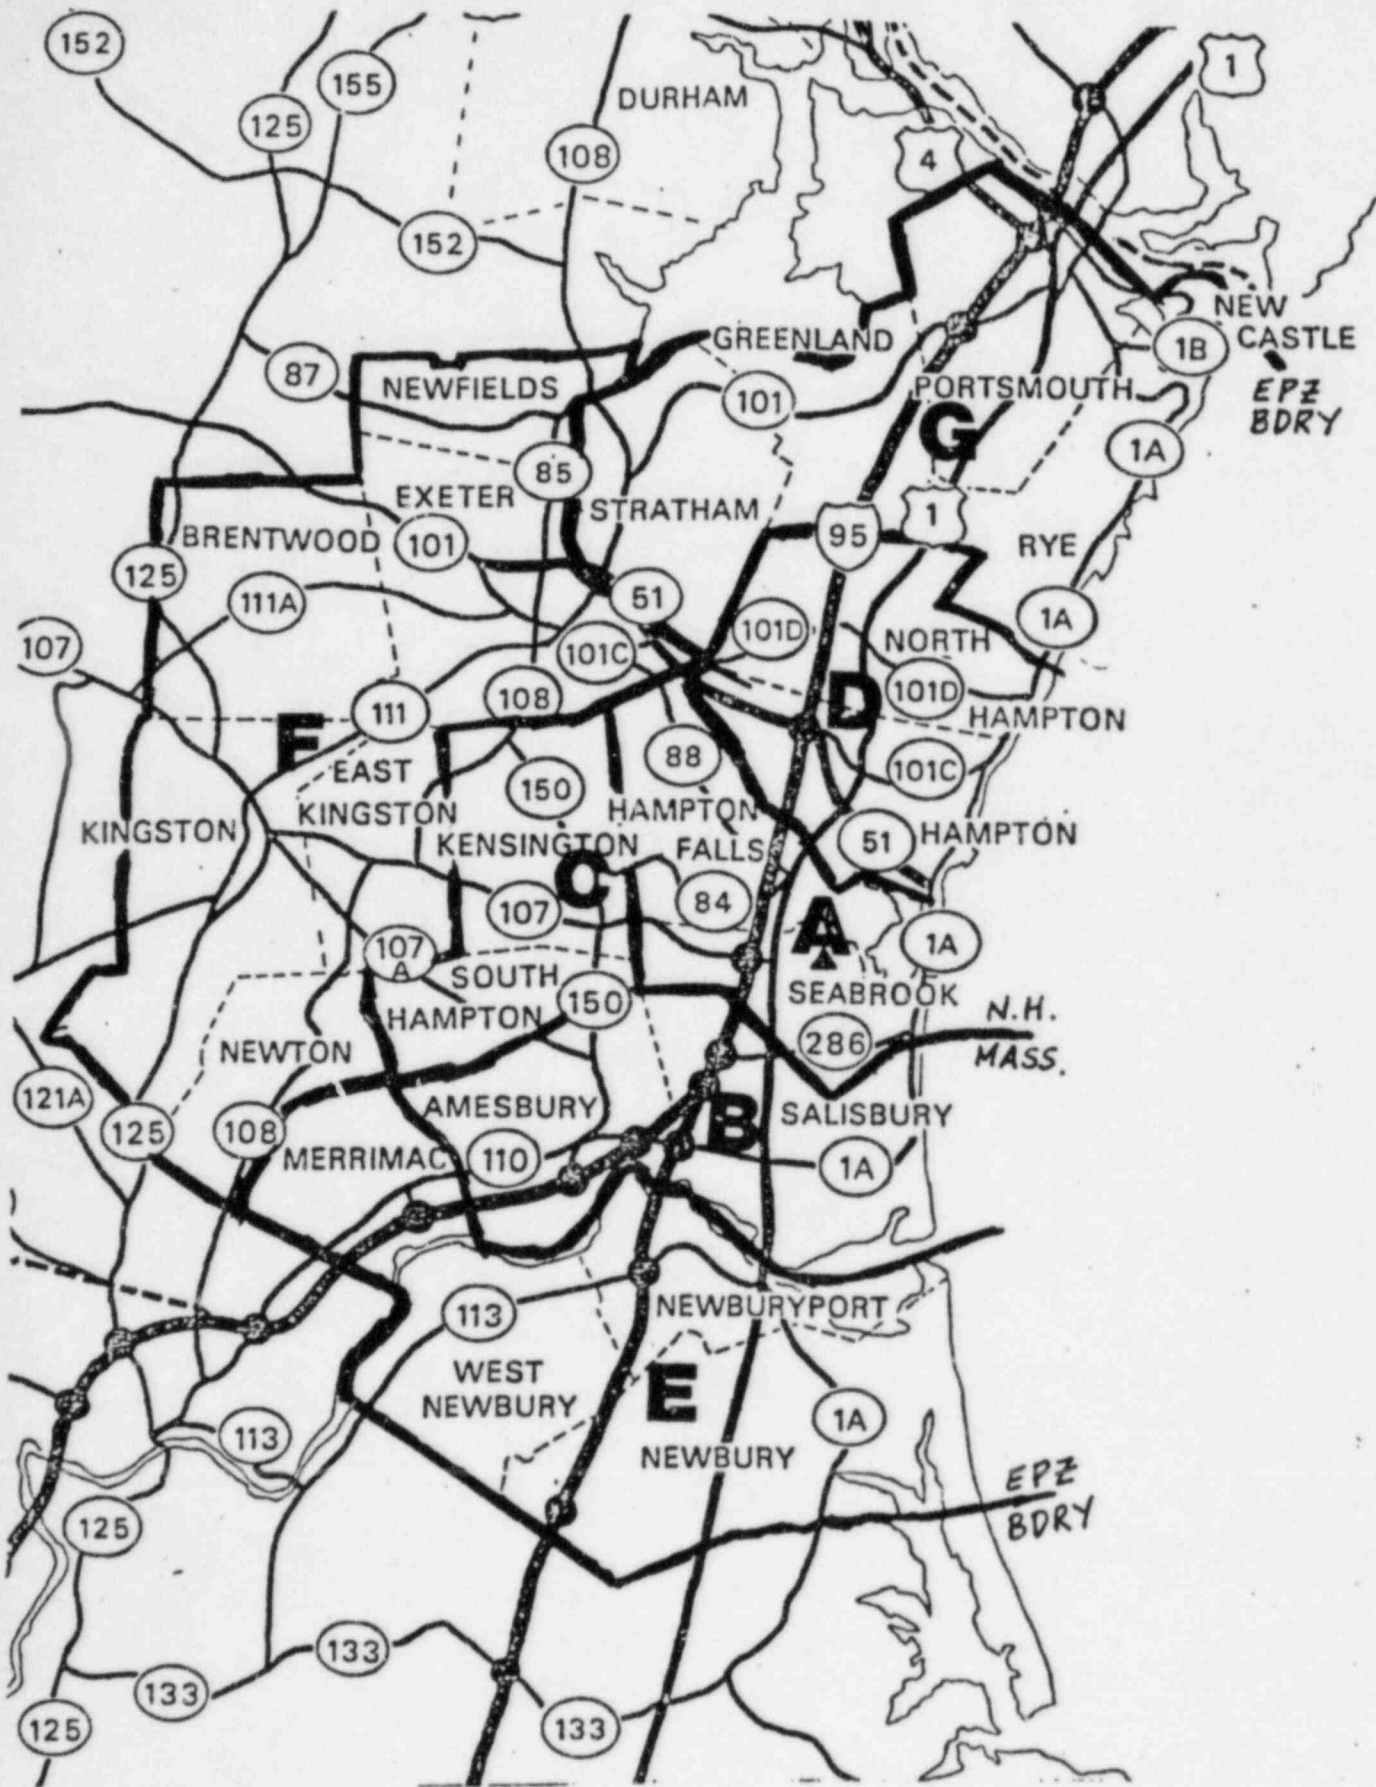 152
155
125
1
DURHAM
4
108
152
NEW
CASTLE
GREENLAND
1B
87
NEWFIELDS
101
PORTSMOUTH
EPZ
BDRY
G
1A
85
EXETER
STRATHAM
1
95
BRENTWOOD
101
RYE
125
111A
51
1A
101D
107
101C
NORTH
108
101D
111
D
HAMPTON
F
88
101C
EAST
KINGSTON
150
HAMPTON
FALLS
KINGSTON
KENSINGTON
51
HAMPTON
C
84
107
A
1A
107
A
SOUTH
HAMPTON
150
SEABROOK
N.H.
MASS.
NEWTON
286
121A
AMESBURY
B
SALISBURY
125
108
MERRIMAC
110
1A
113
NEWBURYPORT
WEST
NEWBURY
E
1A
113
NEWBURY
EPZ
BDRY
125
133
133
125
133